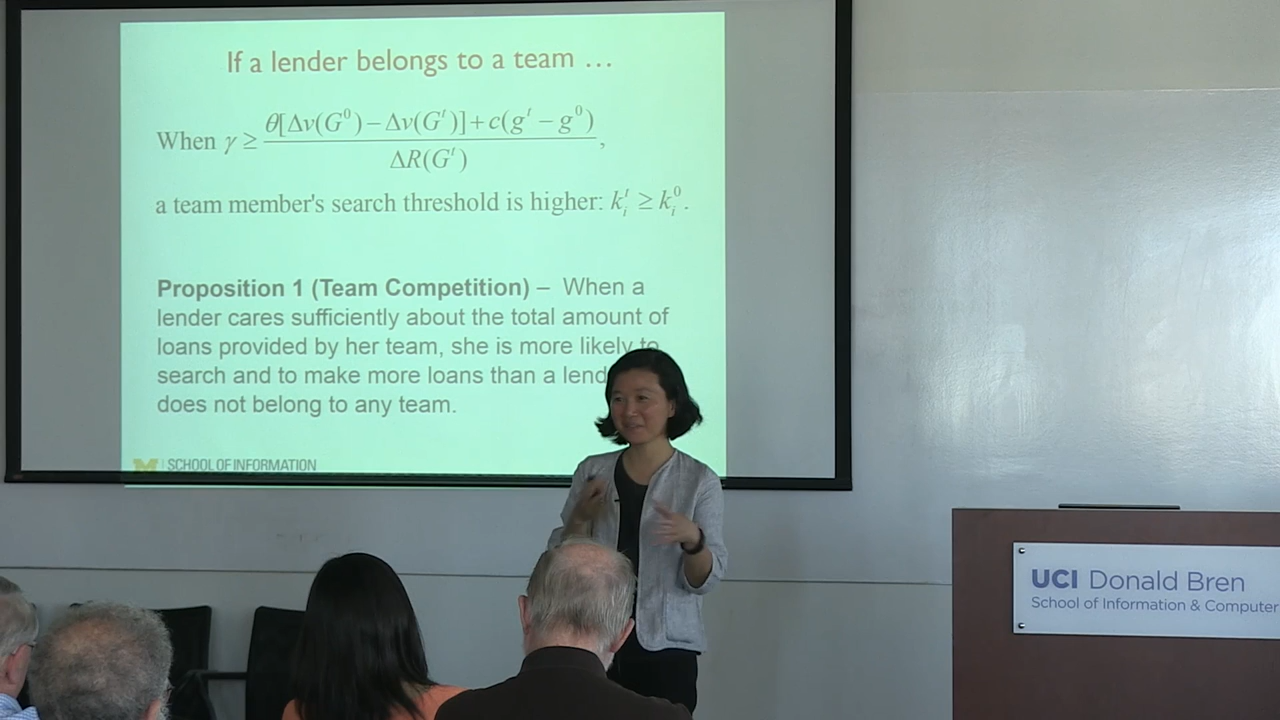 If a lender belongs to a team …
When γ ≥ θ[Δv(G⁰) − Δv(Gᵗ)] + c(gᵗ − g⁰) / ΔR(Gᵗ) ,
a team member's search threshold is higher: kᵢᵗ ≥ kᵢ⁰ .
Proposition 1 (Team Competition) – When a
lender cares sufficiently about the total amount of
loans provided by her team, she is more likely to
search and to make more loans than a
does not belong to any team.
M SCHOOL OF INFORMATION
UCI Donald Bren
School of Information & Computer